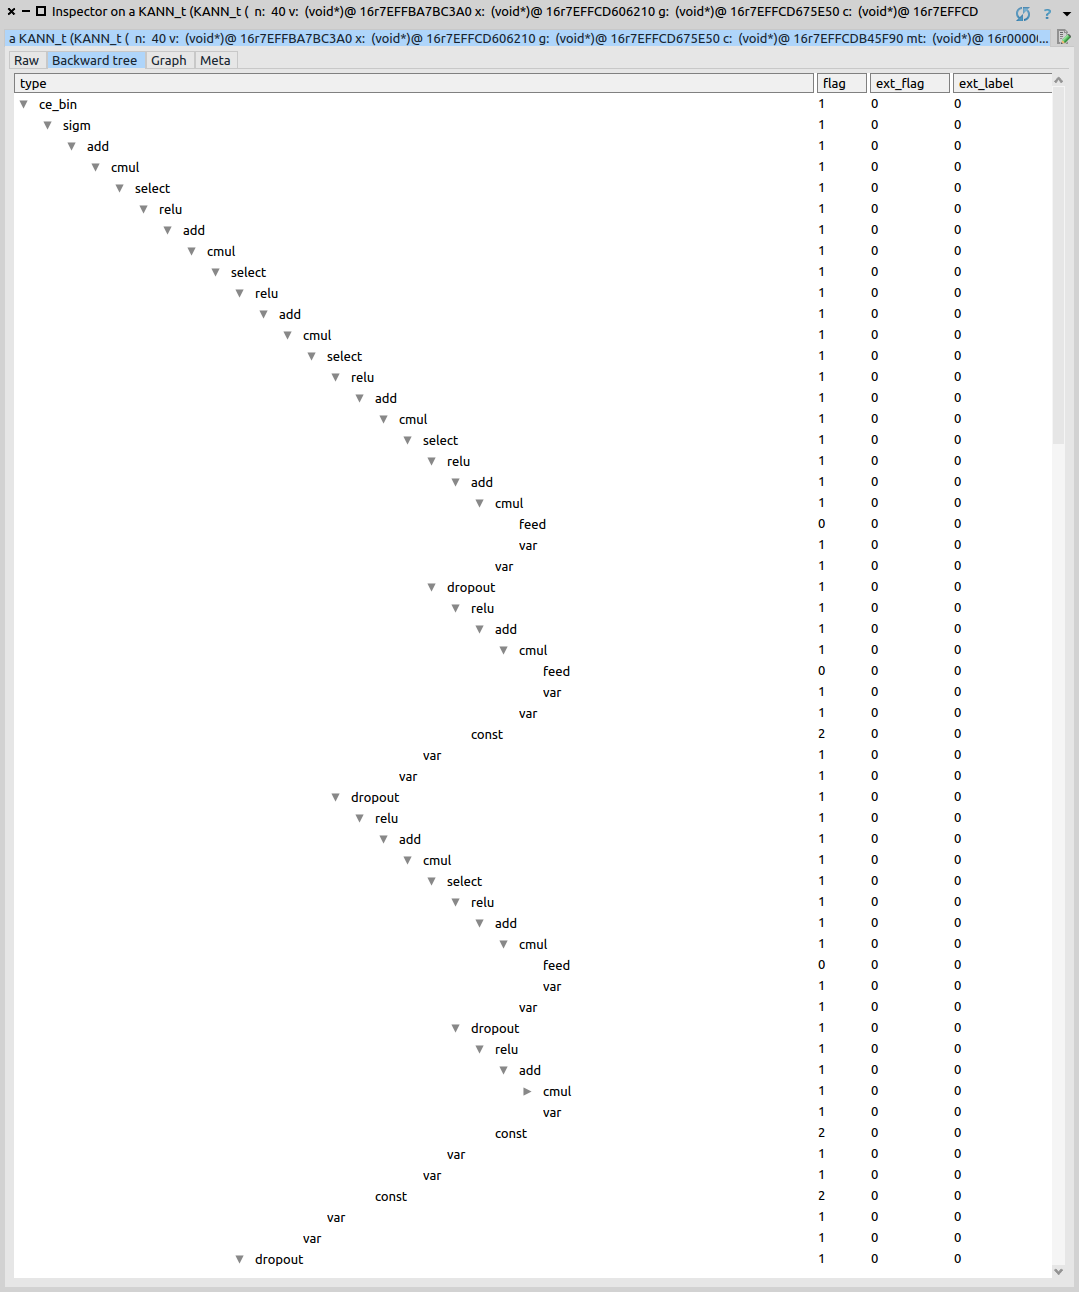 Inspector on a KANN_t (KANN_t ( n: 40 v: (void*)@ 16r7EFFBA7BC3A0 x: (void*)@ 16r7EFFCD606210 g: (void*)@ 16r7EFFCD675E50 c: (void*)@ 16r7EFFCD
a KANN_t (KANN_t ( n: 40 v: (void*)@ 16r7EFFBA7BC3A0 x: (void*)@ 16r7EFFCD606210 g: (void*)@ 16r7EFFCD675E50 c: (void*)@ 16r7EFFCDB45F90 mt: (void*)@ 16r0000(...
Raw Backward tree Graph Meta
type flag ext_flag ext_label
ce_bin 1 0 0
sigm 1 0 0
add 1 0 0
cmul 1 0 0
select 1 0 0
relu 1 0 0
add 1 0 0
cmul 1 0 0
select 1 0 0
relu 1 0 0
add 1 0 0
cmul 1 0 0
select 1 0 0
relu 1 0 0
add 1 0 0
cmul 1 0 0
select 1 0 0
relu 1 0 0
add 1 0 0
cmul 1 0 0
feed 0 0 0
var 1 0 0
var 1 0 0
dropout 1 0 0
relu 1 0 0
add 1 0 0
cmul 1 0 0
feed 0 0 0
var 1 0 0
var 1 0 0
const 2 0 0
var 1 0 0
var 1 0 0
dropout 1 0 0
relu 1 0 0
add 1 0 0
cmul 1 0 0
select 1 0 0
relu 1 0 0
add 1 0 0
cmul 1 0 0
feed 0 0 0
var 1 0 0
var 1 0 0
dropout 1 0 0
relu 1 0 0
add 1 0 0
cmul 1 0 0
var 1 0 0
const 2 0 0
var 1 0 0
var 1 0 0
const 2 0 0
var 1 0 0
var 1 0 0
dropout 1 0 0